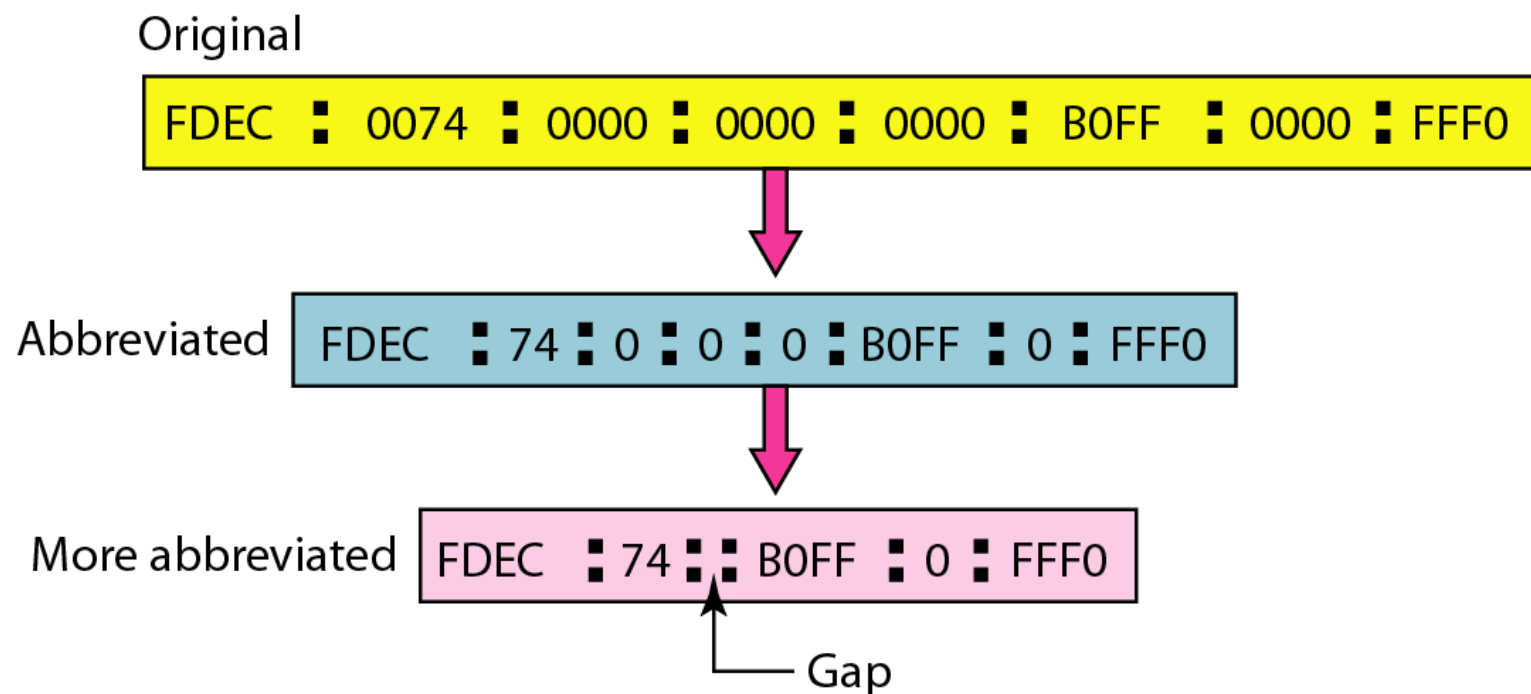 Original
FDEC : 0074 : 0000 : 0000 : 0000 : B0FF : 0000 : FFF0
Abbreviated FDEC : 74 : 0 : 0 : 0 : B0FF : 0 : FFF0
More abbreviated FDEC : 74 : : B0FF : 0 : FFF0
Gap